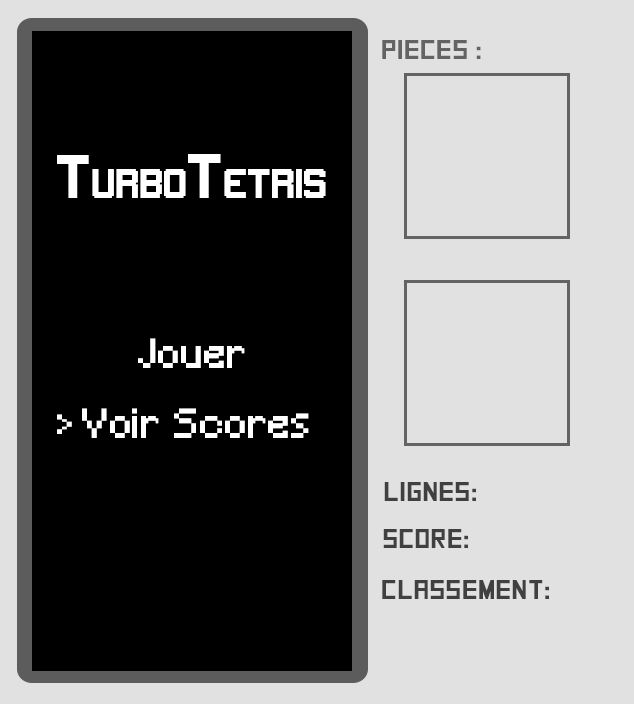 TurboTetris
Jouer
> Voir Scores
PIECES :
LIGNES:
SCORE:
CLASSEMENT: